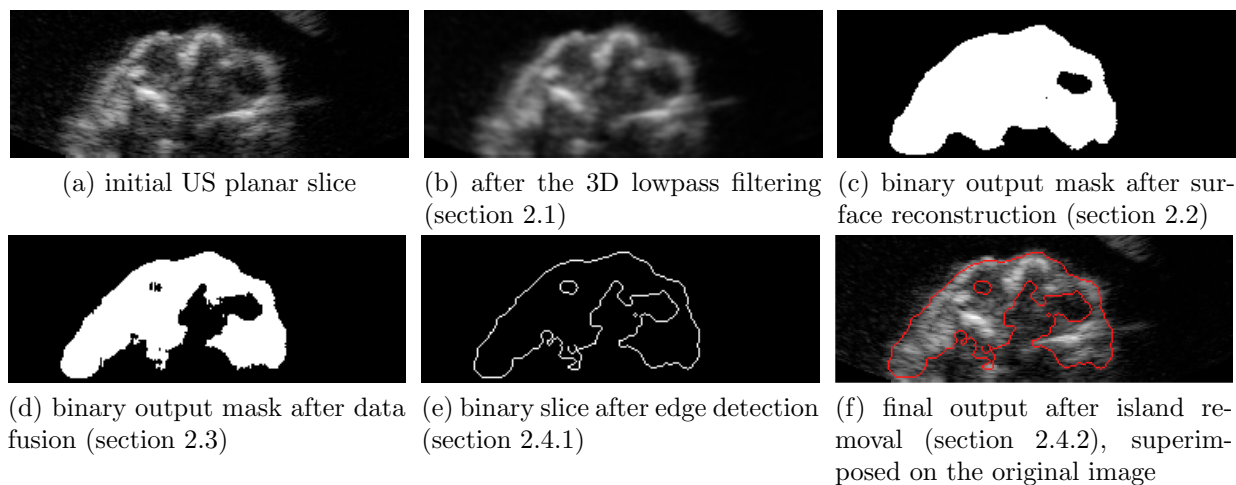 (a) initial US planar slice
(b) after the 3D lowpass filtering
(section 2.1)
(c) binary output mask after sur-
face reconstruction (section 2.2)
(d) binary output mask after data
fusion (section 2.3)
(e) binary slice after edge detection
(section 2.4.1)
(f) final output after island re-
moval (section 2.4.2), superim-
posed on the original image